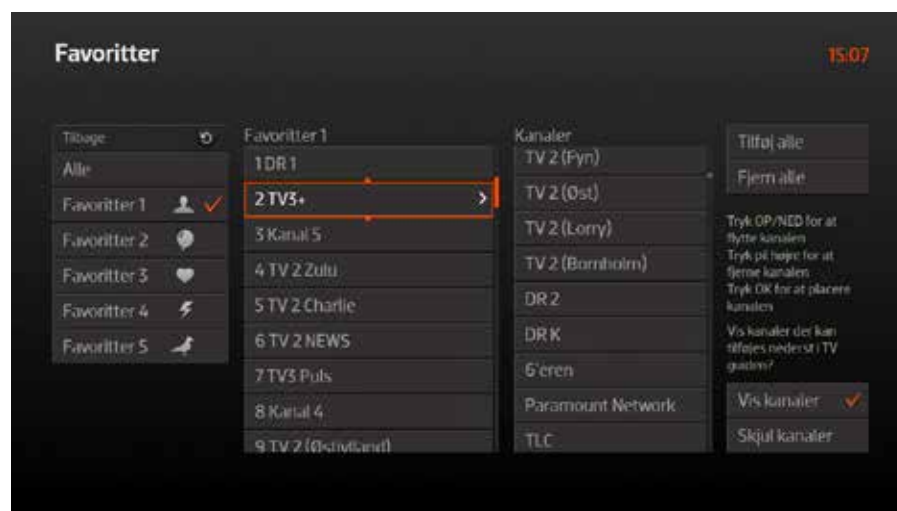 Favoritter
15:07
Tilbage
Alle
Favoritter 1
Favoritter 2
Favoritter 3
Favoritter 4
Favoritter 5
Favoritter 1
1 DR 1
2 TV3+
3 Kanal 5
4 TV 2 Zulu
5 TV 2 Charlie
6 TV 2 NEWS
7 TV3 Puls
8 Kanal 4
9 TV 2 (Østjylland)
Kanaler
TV 2 (Fyn)
TV 2 (Øst)
TV 2 (Lorry)
TV 2 (Bornholm)
DR 2
DR K
6'eren
Paramount Network
TLC
Tilføj alle
Fjern alle
Tryk OP/NED for at
flytte kanalen
Tryk pil højre for at
fjerne kanalen
Tryk OK for at placere
kanalen
Vis kanaler der kan
tilføjes nederst i TV
guiden?
Vis kanaler
Skjul kanaler